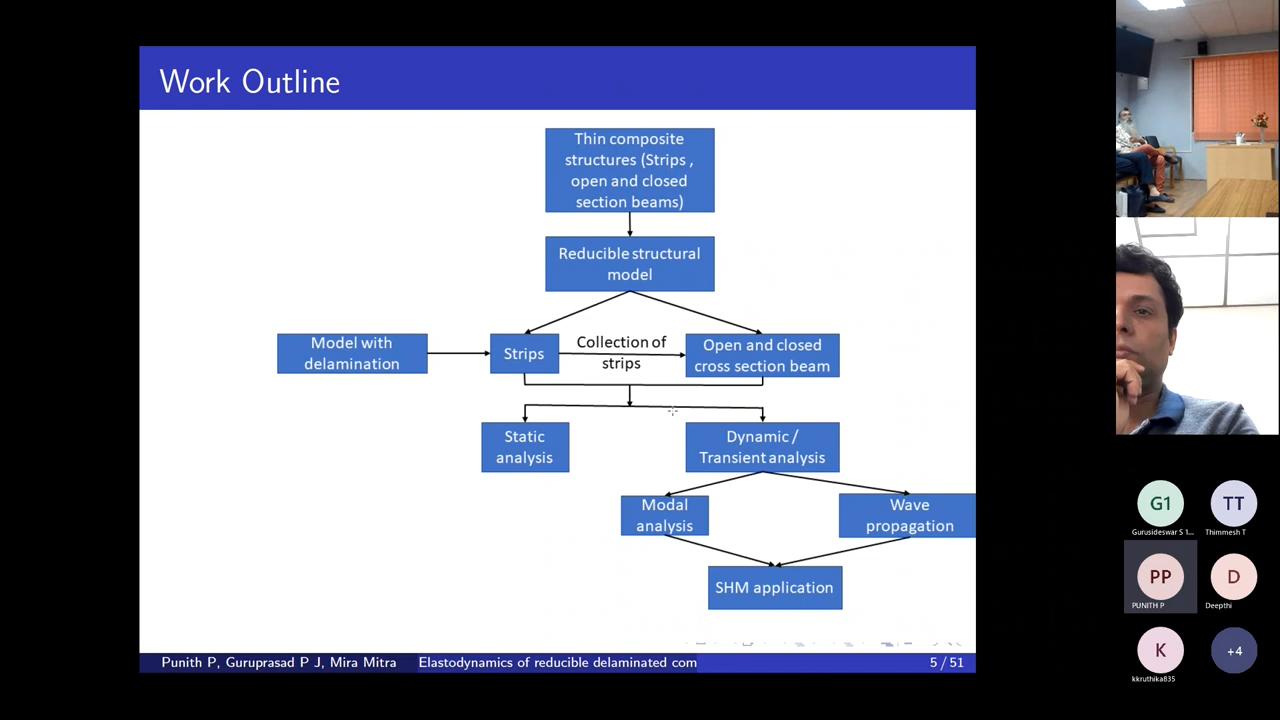 Work Outline
Thin composite
structures (Strips ,
open and closed
section beams)
Reducible structural
model
Model with
delamination
Strips
Collection of
strips
Open and closed
cross section beam
Static
analysis
Dynamic /
Transient analysis
Modal
analysis
Wave
propagation
SHM application
Punith P, Guruprasad P J, Mira Mitra
Elastodynamics of reducible delaminated com
5 / 51
G1
Gurusideswar S 1...
TT
Thimmesh T
PP
PUNITH P
D
Deepthi
K
kkruthika835
+4